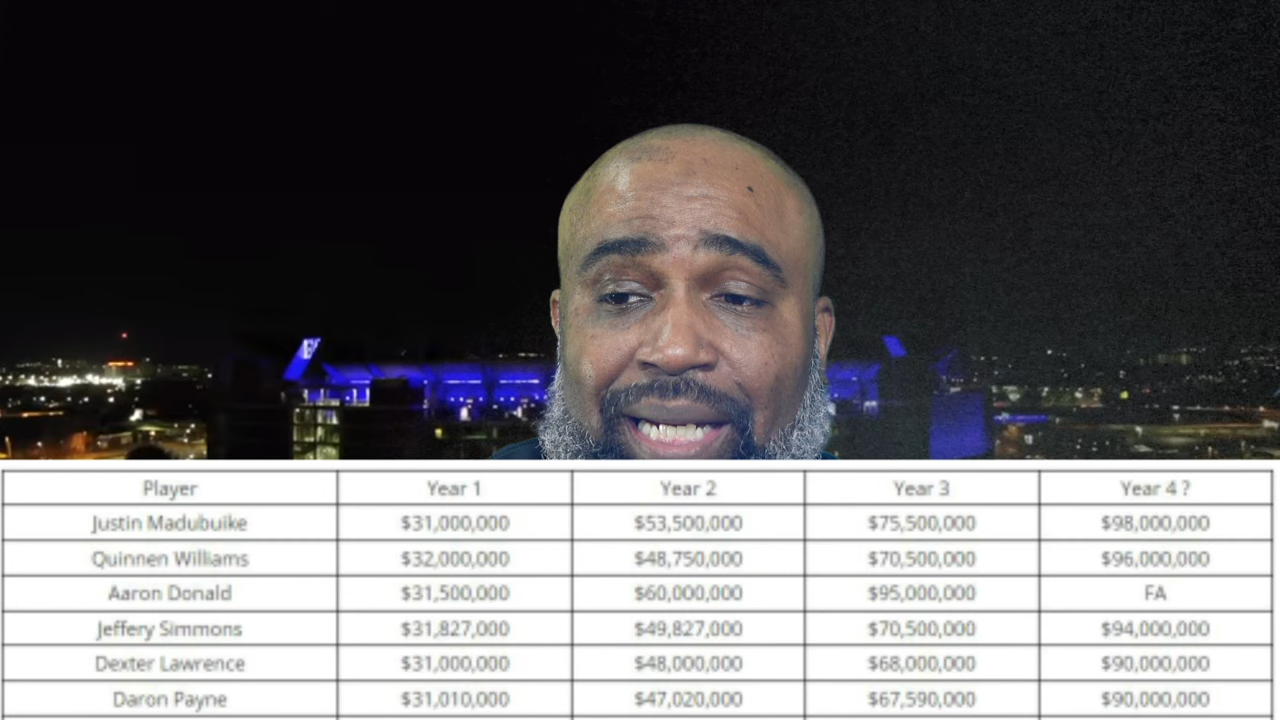 Player Year 1 Year 2 Year 3 Year 4 ?
Justin Madubuike $31,000,000 $53,500,000 $75,500,000 $98,000,000
Quinnen Williams $32,000,000 $48,750,000 $70,500,000 $96,000,000
Aaron Donald $31,500,000 $60,000,000 $95,000,000 FA
Jeffery Simmons $31,827,000 $49,827,000 $70,500,000 $94,000,000
Dexter Lawrence $31,000,000 $48,000,000 $68,000,000 $90,000,000
Daron Payne $31,010,000 $47,020,000 $67,590,000 $90,000,000